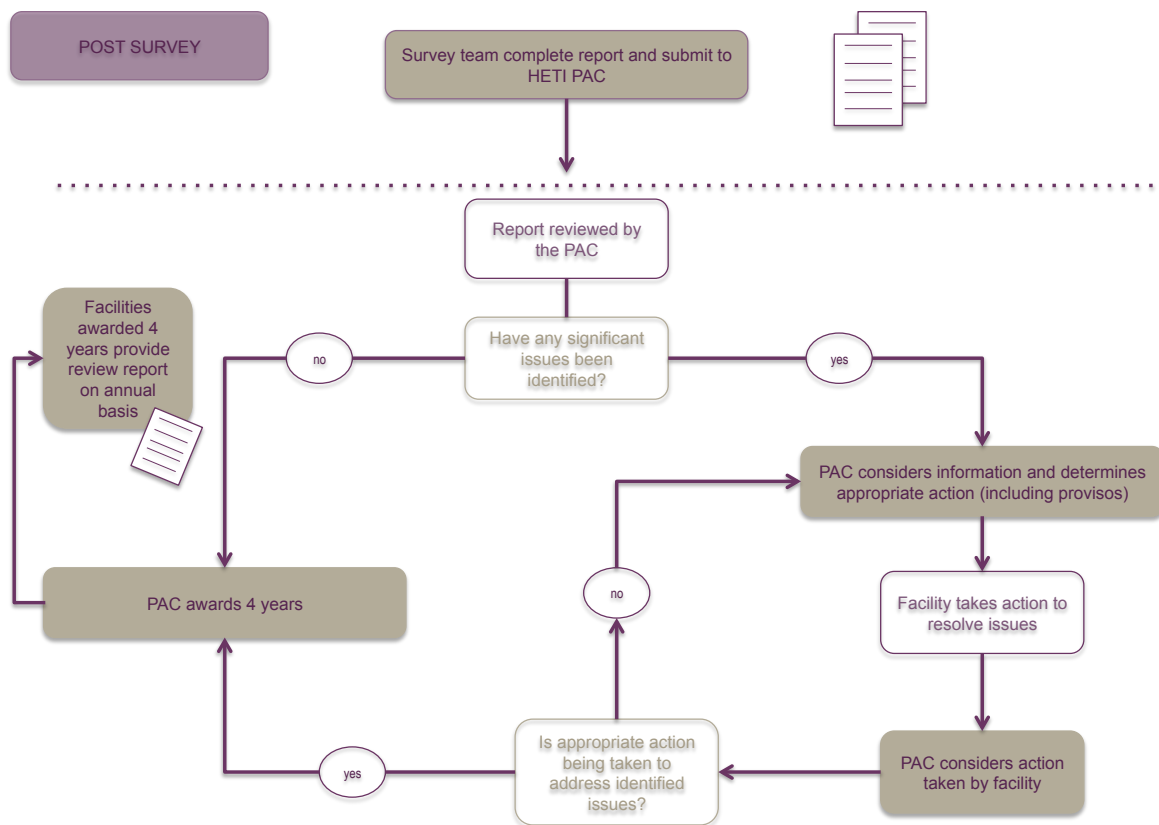 POST SURVEY
Survey team complete report and submit to
HETI PAC
Report reviewed by
the PAC
Facilities
awarded 4
years provide
review report
on annual
basis
no
Have any significant
issues been
identified?
yes
PAC considers information and determines
appropriate action (including provisos)
no
PAC awards 4 years
Facility takes action to
resolve issues
yes
Is appropriate action
being taken to
address identified
issues?
PAC considers action
taken by facility